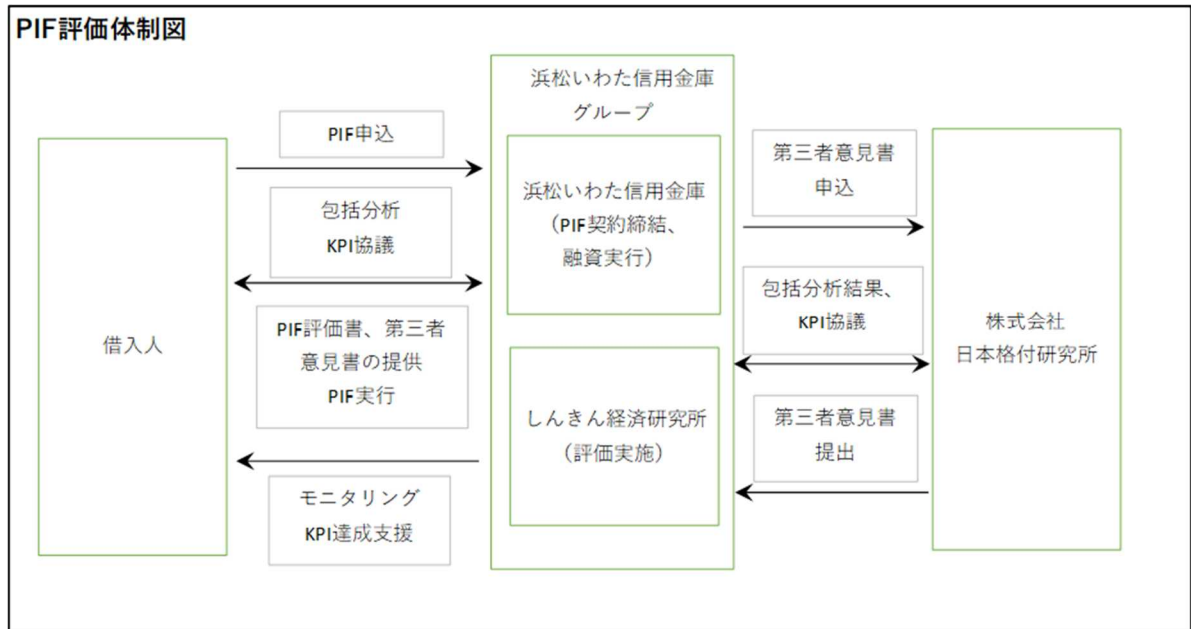 PIF評価体制図
浜松いわた信用金庫
グループ
PIF申込
包括分析
KPI協議
PIF評価書、第三者
意見書の提供
PIF実行
モニタリング
KPI達成支援
借入人
浜松いわた信用金庫
（PIF契約締結、
融資実行）
しんきん経済研究所
（評価実施）
第三者意見書
申込
包括分析結果、
KPI協議
第三者意見書
提出
株式会社
日本格付研究所